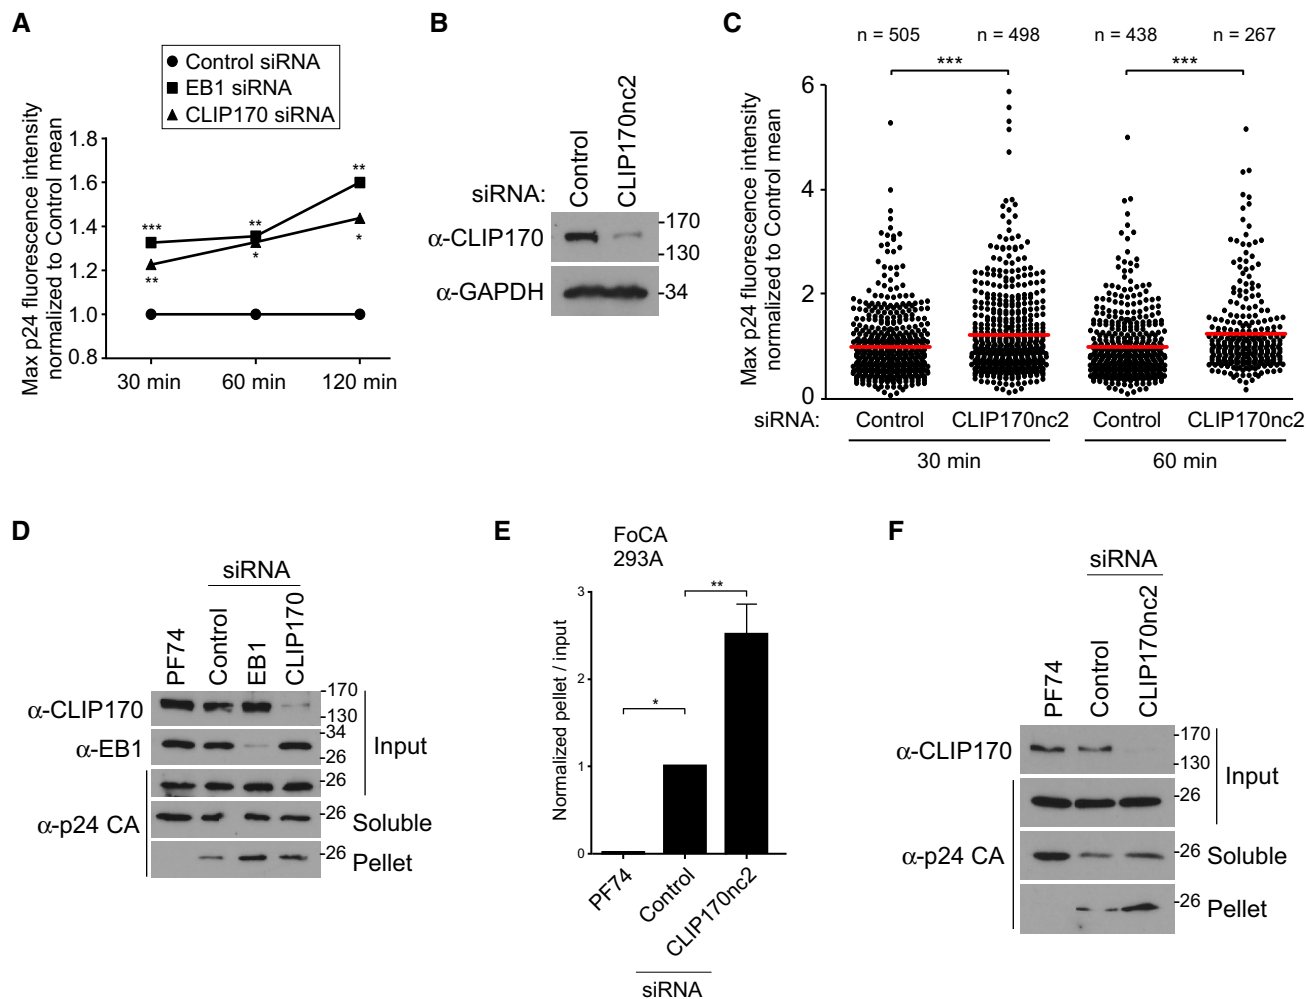 A
Control siRNA
EB1 siRNA
CLIP170 siRNA
Max p24 fluorescence intensity
normalized to Control mean
1.8
1.6
1.4
1.2
1.0
0.8
***
**
**
*
**
*
30 min
60 min
120 min
B
siRNA:
Control
CLIP170nc2
α-CLIP170
-170
-130
α-GAPDH
-34
C
n = 505
n = 498
n = 438
n = 267
***
***
Max p24 fluorescence intensity
normalized to Control mean
6
4
2
0
siRNA:
Control
CLIP170nc2
Control
CLIP170nc2
30 min
60 min
D
siRNA
PF74
Control
EB1
CLIP170
α-CLIP170
-170
-130
α-EB1
-34
-26
Input
-26
α-p24 CA
-26
Soluble
-26
Pellet
E
FoCA
293A
Normalized pellet / input
3
2
1
0
*
**
PF74
Control
CLIP170nc2
siRNA
F
siRNA
PF74
Control
CLIP170nc2
α-CLIP170
-170
-130
Input
-26
α-p24 CA
-26
Soluble
-26
Pellet